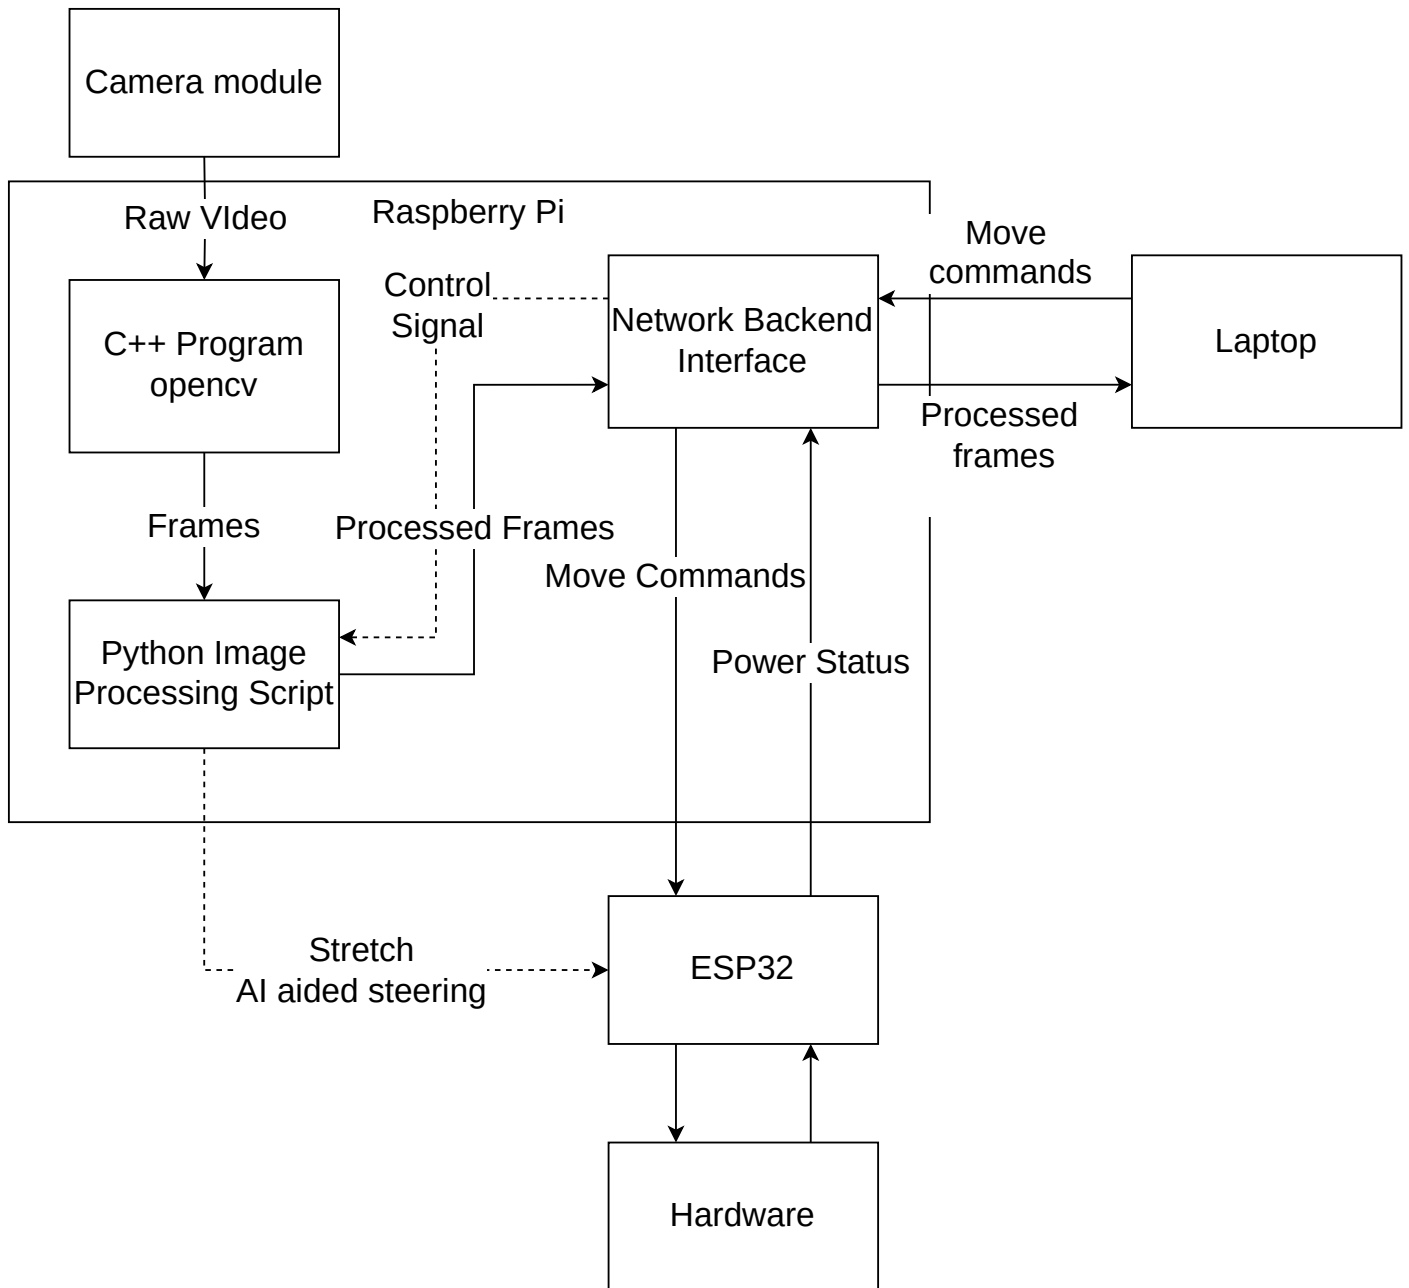 Camera module
Raw VIdeo
Raspberry Pi
Move
commands
Control
Signal
Network Backend
Interface
C++ Program
opencv
Laptop
Processed
frames
Frames
Processed Frames
Move Commands
Python Image
Processing Script
Power Status
Stretch
AI aided steering
ESP32
Hardware